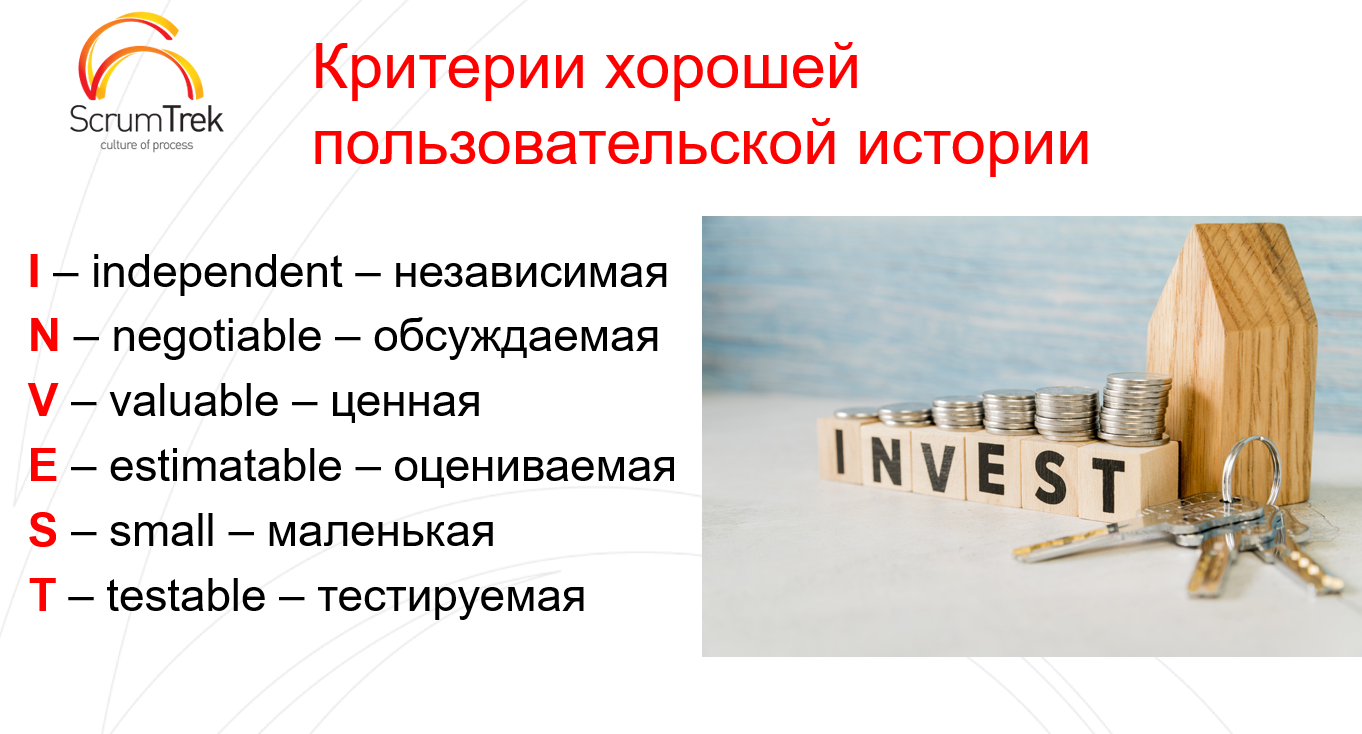 ScrumTrek
culture of process
Критерии хорошей
пользовательской истории
I – independent – независимая
N – negotiable – обсуждаемая
V – valuable – ценная
E – estimatable – оцениваемая
S – small – маленькая
T – testable – тестируемая
INVEST